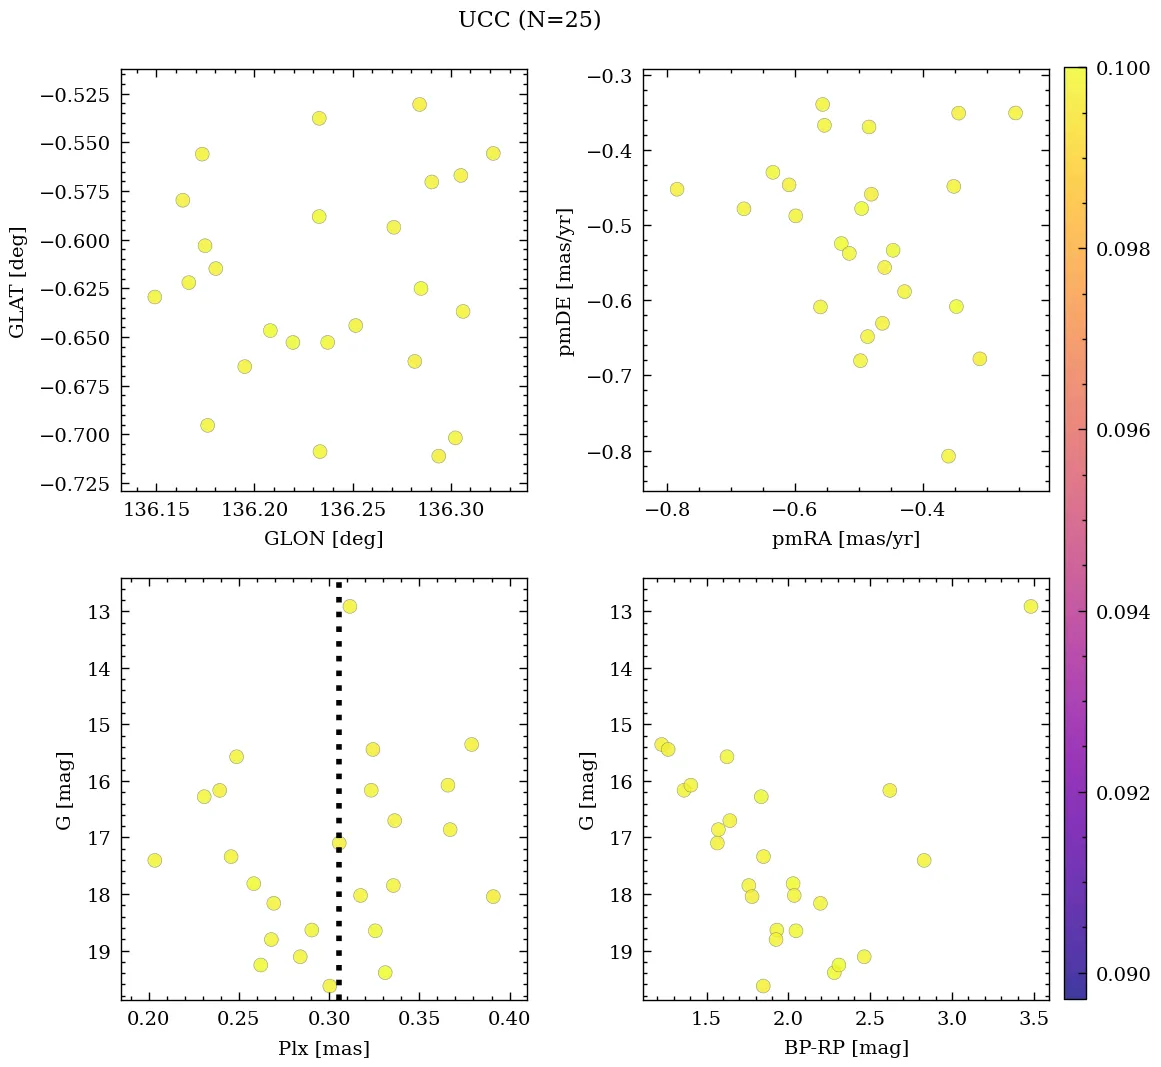 UCC (N=25)
−0.525
−0.550
−0.575
−0.600
−0.625
−0.650
−0.675
−0.700
−0.725
GLAT [deg]
136.15 136.20 136.25 136.30
GLON [deg]
−0.3
−0.4
−0.5
−0.6
−0.7
−0.8
pmDE [mas/yr]
−0.8 −0.6 −0.4
pmRA [mas/yr]
0.100
0.098
0.096
0.094
0.092
0.090
13
14
15
16
17
18
19
G [mag]
0.20 0.25 0.30 0.35 0.40
Plx [mas]
13
14
15
16
17
18
19
G [mag]
1.5 2.0 2.5 3.0 3.5
BP-RP [mag]